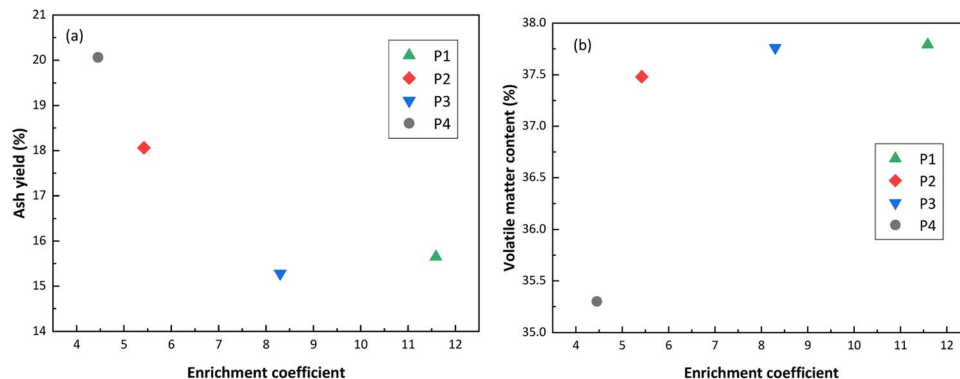 (a)
P1
P2
P3
P4
21
20
19
18
17
16
15
14
Ash yield (%)
4 5 6 7 8 9 10 11 12
Enrichment coefficient
(b)
P1
P2
P3
P4
38.0
37.5
37.0
36.5
36.0
35.5
35.0
Volatile matter content (%)
4 5 6 7 8 9 10 11 12
Enrichment coefficient